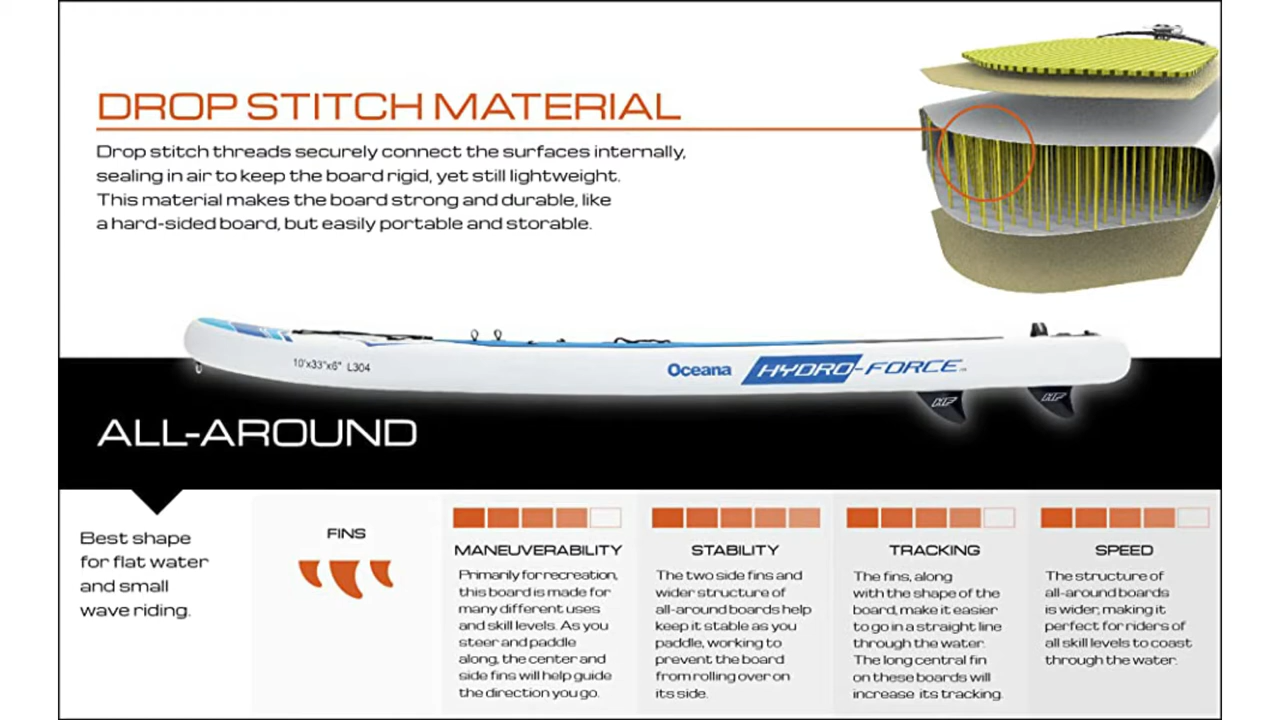 DROP STITCH MATERIAL
Drop stitch threads securely connect the surfaces internally,
sealing in air to keep the board rigid, yet still lightweight.
This material makes the board strong and durable, like
a hard-sided board, but easily portable and storable.
10'x33"x6" L304
Oceana HYDRO-FORCE
HF HF
ALL-AROUND
Best shape
for flat water
and small
wave riding.
FINS
MANEUVERABILITY
Primarily for recreation,
this board is made for
many different uses
and skill levels. As you
steer and paddle
along, the center and
side fins will help guide
the direction you go.
STABILITY
The two side fins and
wider structure of
all-around boards help
keep it stable as you
paddle, working to
prevent the board
from rolling over on
its side.
TRACKING
The fins, along
with the shape of the
board, make it easier
to go in a straight line
through the water.
The long central fin
on these boards will
increase its tracking.
SPEED
The structure of
all-around boards
is wider, making it
perfect for riders of
all skill levels to coast
through the water.